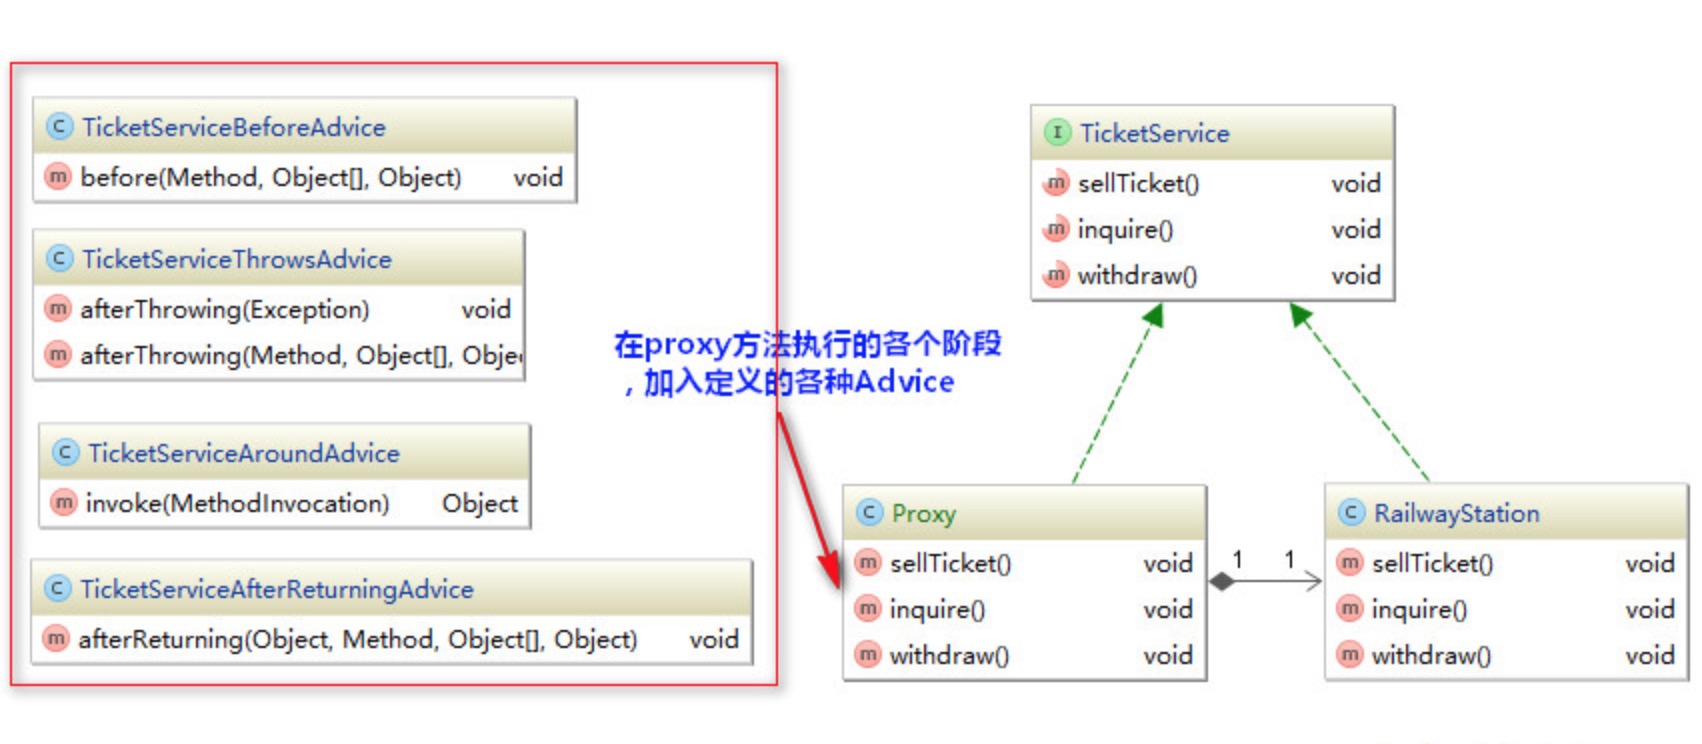 C TicketServiceBeforeAdvice
m before(Method, Object[], Object) void
C TicketServiceThrowsAdvice
m afterThrowing(Exception) void
m afterThrowing(Method, Object[], Obje
C TicketServiceAroundAdvice
m invoke(MethodInvocation) Object
C TicketServiceAfterReturningAdvice
m afterReturning(Object, Method, Object[], Object) void
在proxy方法执行的各个阶段
，加入定义的各种Advice
I TicketService
m sellTicket() void
m inquire() void
m withdraw() void
C Proxy
m sellTicket() void
m inquire() void
m withdraw() void
1 1
C RailwayStation
m sellTicket() void
m inquire() void
m withdraw() void